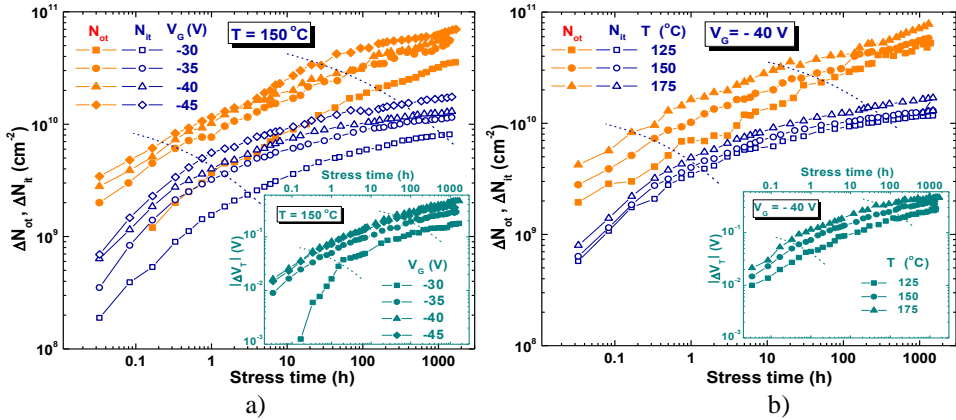 10^11
10^10
10^9
10^8
ΔN_ot, ΔN_it (cm^-2)
N_ot N_it V_G (V)
-30
-35
-40
-45
T = 150 °C
Stress time (h)
0.1 1 10 100 1000
T = 150 °C
|ΔV_T| (V)
10^-1
10^-2
10^-3
V_G (V)
-30
-35
-40
-45
0.1 1 10 100 1000
Stress time (h)
a)
10^11
10^10
10^9
10^8
ΔN_ot, ΔN_it (cm^-2)
N_ot N_it T (°C)
125
150
175
V_G = - 40 V
Stress time (h)
0.1 1 10 100 1000
V_G = - 40 V
|ΔV_T| (V)
10^-1
10^-2
10^-3
T (°C)
125
150
175
0.1 1 10 100 1000
Stress time (h)
b)